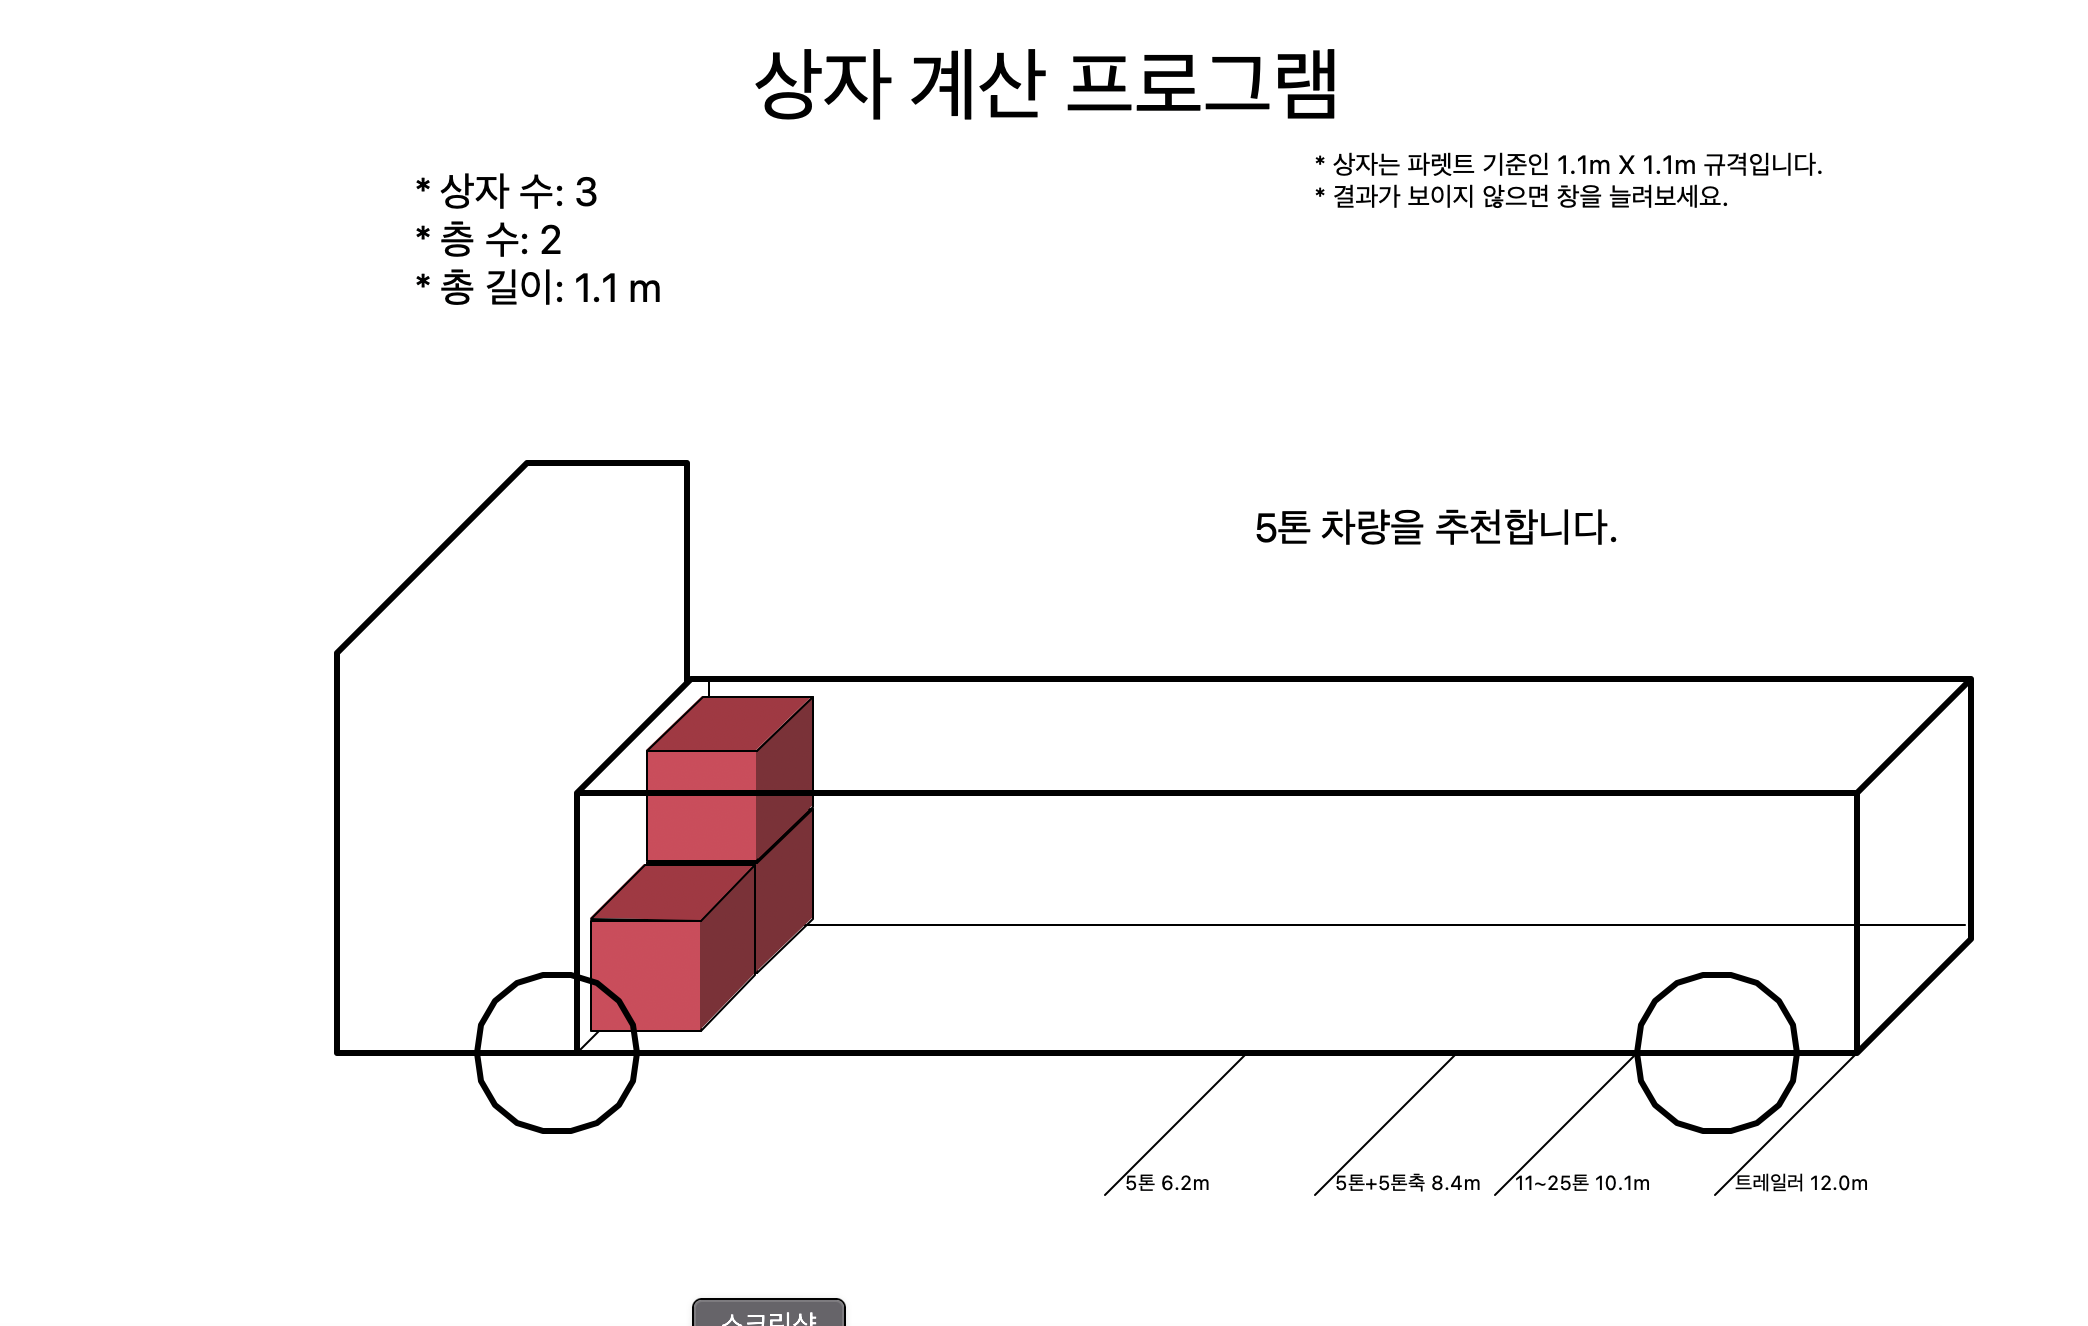 상자 계산 프로그램
* 상자는 파렛트 기준인 1.1m X 1.1m 규격입니다.
* 결과가 보이지 않으면 창을 늘려보세요.
* 상자 수: 3
* 층 수: 2
* 총 길이: 1.1 m
5톤 차량을 추천합니다.
5톤 6.2m
5톤+5톤축 8.4m
11~25톤 10.1m
트레일러 12.0m
스크린샷